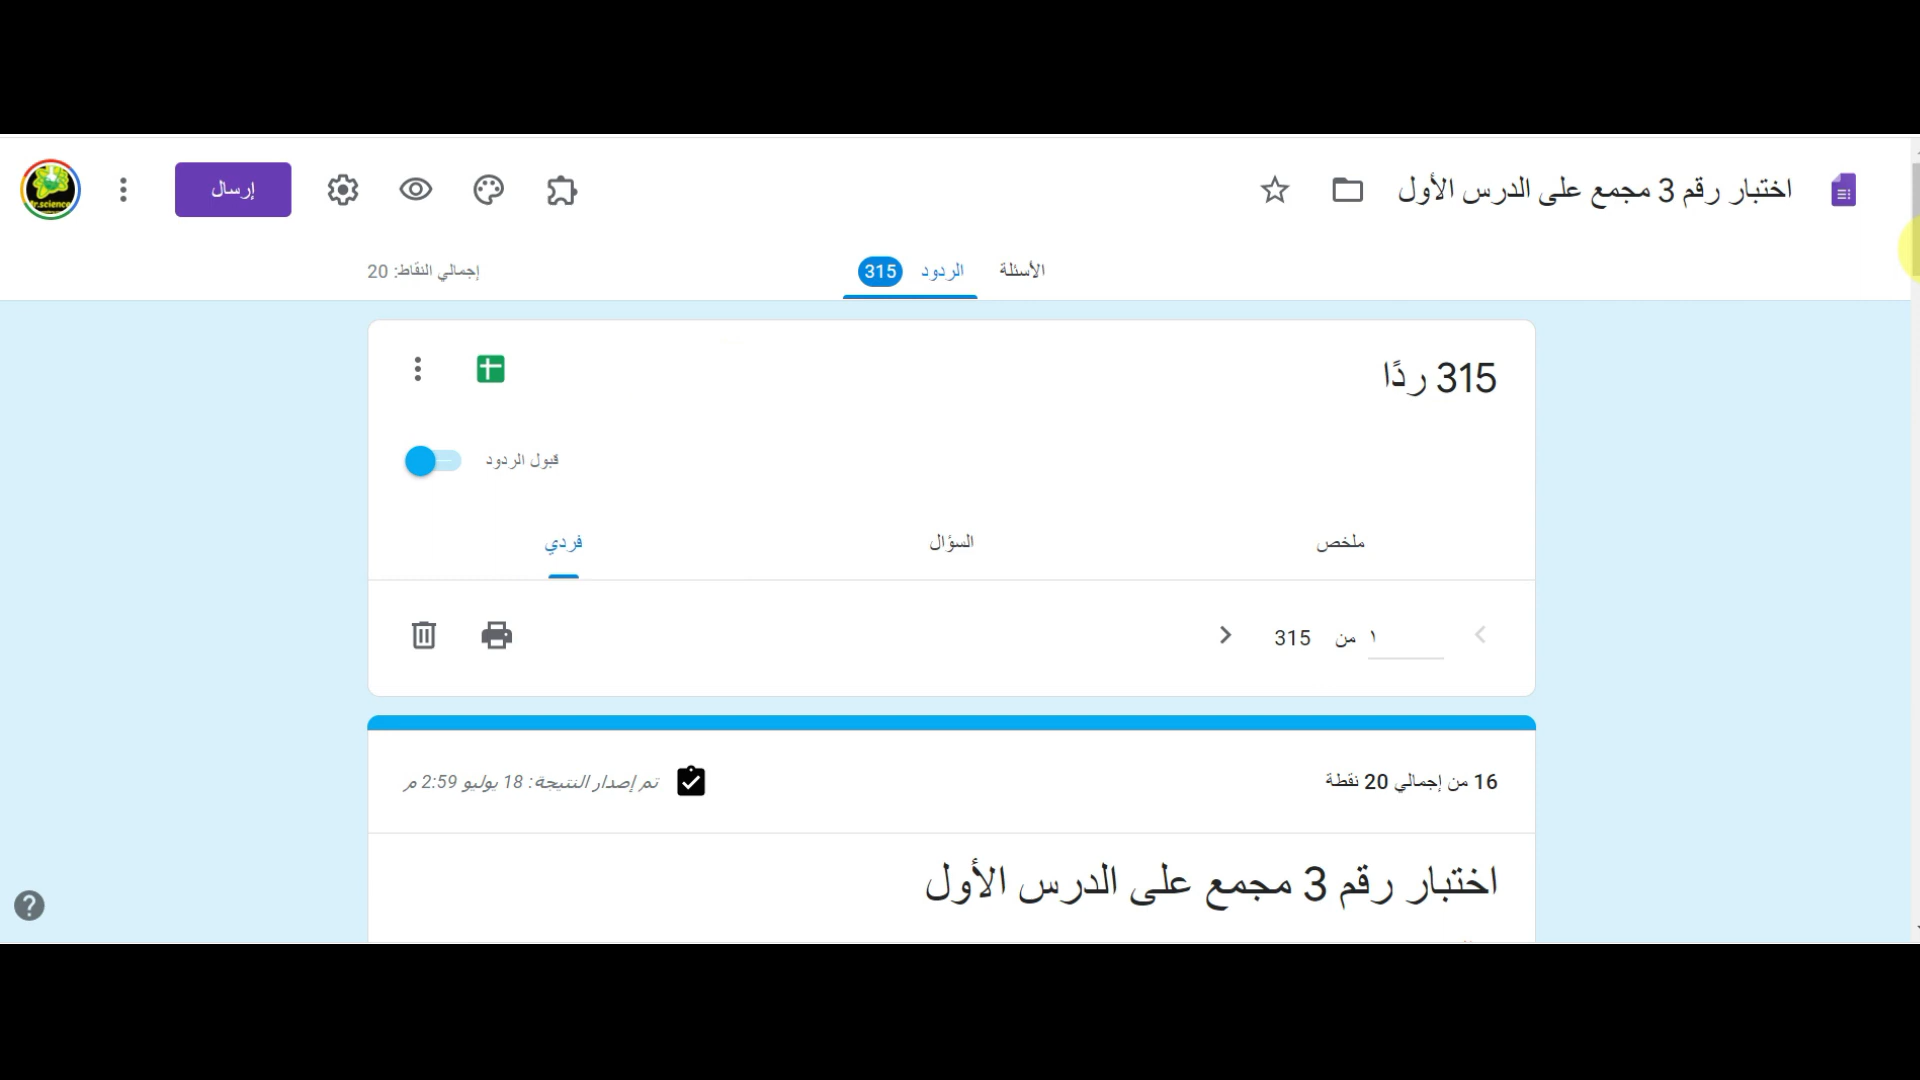 اختبار رقم 3 مجمع على الدرس الأول
إرسال
Mr.science
الأسئلة
الردود 315
إجمالي النقاط: 20
315 ردًا
قبول الردود
ملخص
السؤال
فردي
١ من 315
16 من إجمالي 20 نقطة
تم إصدار النتيجة: 18 يوليو 2:59 م
اختبار رقم 3 مجمع على الدرس الأول